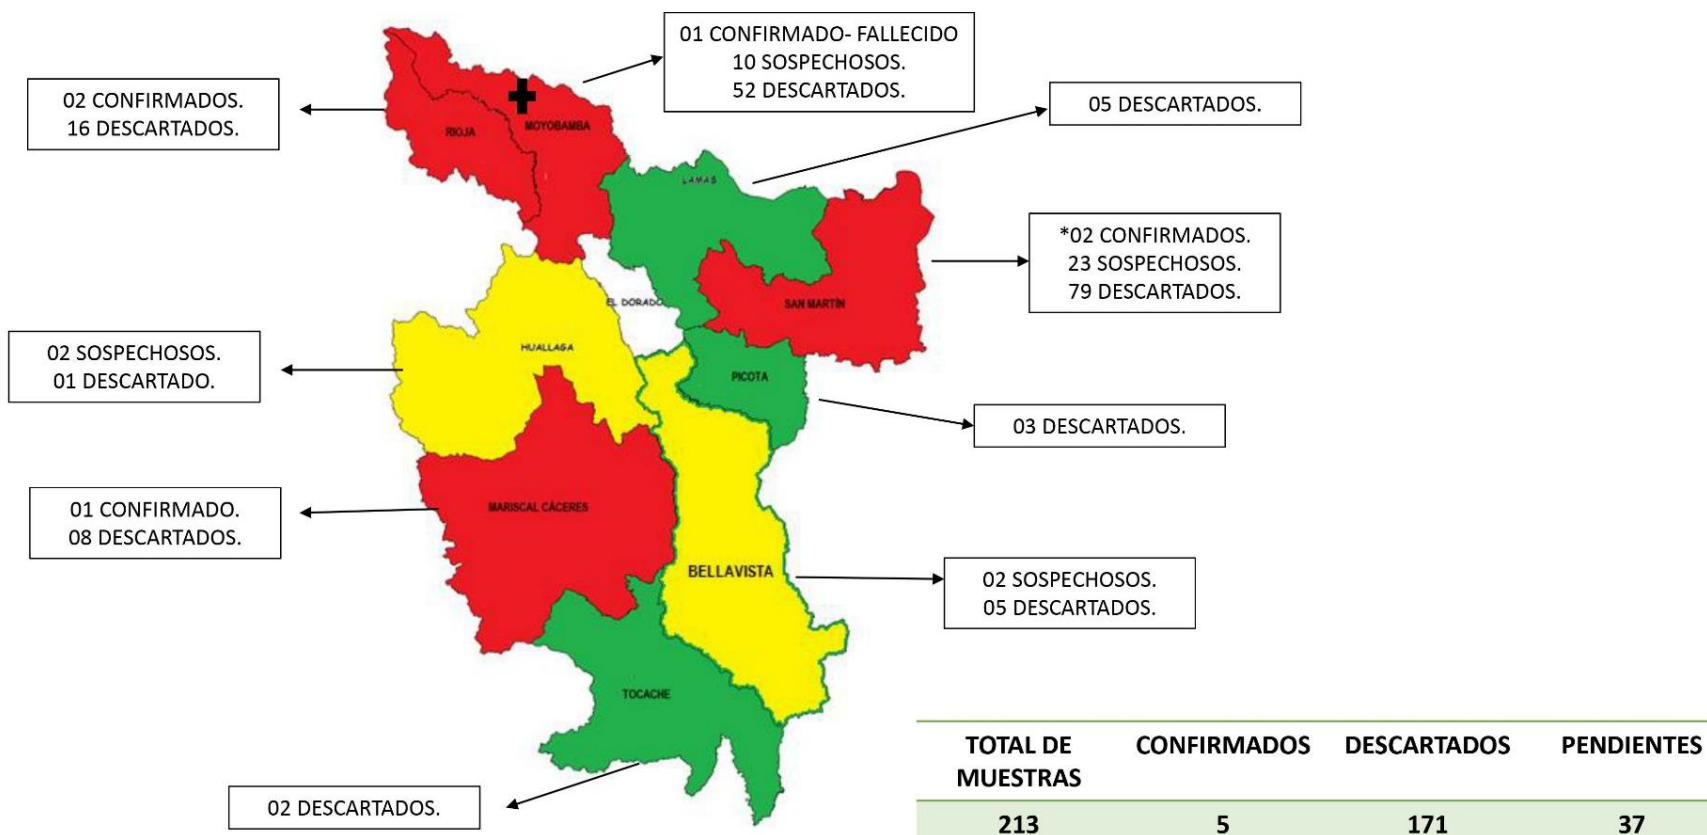 01 CONFIRMADO- FALLECIDO
10 SOSPECHOSOS.
52 DESCARTADOS.
02 CONFIRMADOS.
16 DESCARTADOS.
05 DESCARTADOS.
RIOJA
MOYOBAMBA
LAMAS
*02 CONFIRMADOS.
23 SOSPECHOSOS.
79 DESCARTADOS.
EL DORADO
SAN MARTÍN
02 SOSPECHOSOS.
01 DESCARTADO.
HUALLAGA
PICOTA
03 DESCARTADOS.
01 CONFIRMADO.
08 DESCARTADOS.
MARISCAL CÁCERES
BELLAVISTA
02 SOSPECHOSOS.
05 DESCARTADOS.
TOCACHE
02 DESCARTADOS.
TOTAL DE MUESTRAS CONFIRMADOS DESCARTADOS PENDIENTES
213 5 171 37